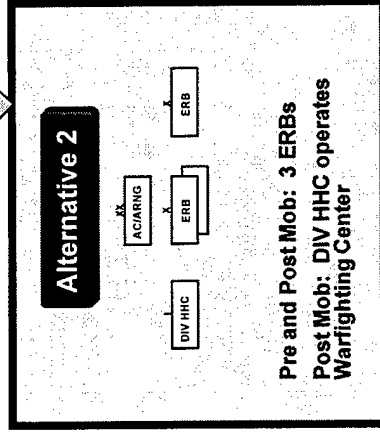 Alternative 2
XX
AC/ARNG
I
DIV HHC
X
ERB
X
ERB
Pre and Post Mob: 3 ERBs
Post Mob: DIV HHC operates
Warfighting Center